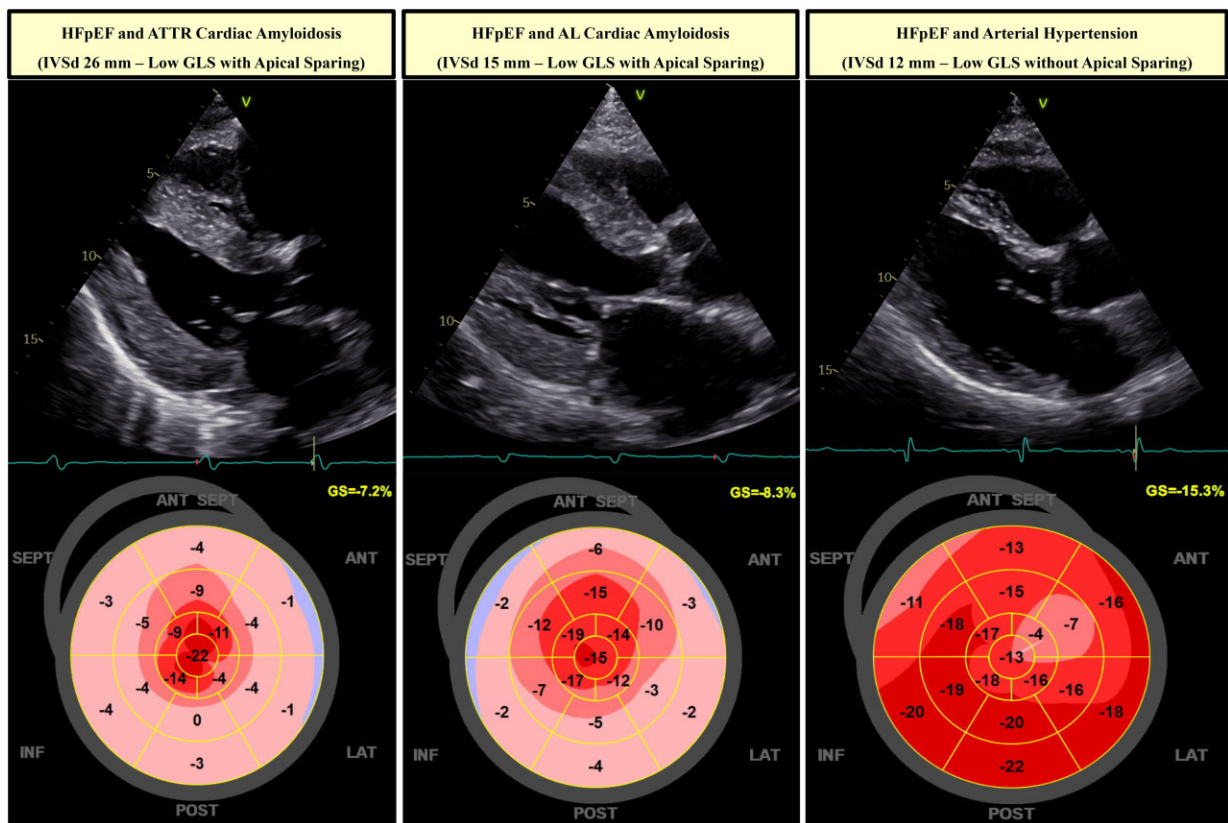 HFpEF and ATTR Cardiac Amyloidosis
(IVSd 26 mm – Low GLS with Apical Sparing)
HFpEF and AL Cardiac Amyloidosis
(IVSd 15 mm – Low GLS with Apical Sparing)
HFpEF and Arterial Hypertension
(IVSd 12 mm – Low GLS without Apical Sparing)
V
5
10
15
V
5
10
V
5
10
15
GS=-7.2%
ANT SEPT
SEPT
ANT
-4
-9
-3
-1
-5
-4
-9
-11
-22
-14
-4
-4
-4
-4
-1
0
-3
INF
LAT
POST
GS=-8.3%
ANT SEPT
SEPT
ANT
-6
-15
-2
-3
-12
-10
-19
-14
-15
-17
-12
-7
-3
-2
-2
-5
-4
INF
LAT
POST
GS=-15.3%
ANT SEPT
SEPT
ANT
-13
-15
-11
-16
-18
-7
-17
-4
-13
-18
-16
-19
-16
-20
-18
-20
-22
INF
LAT
POST